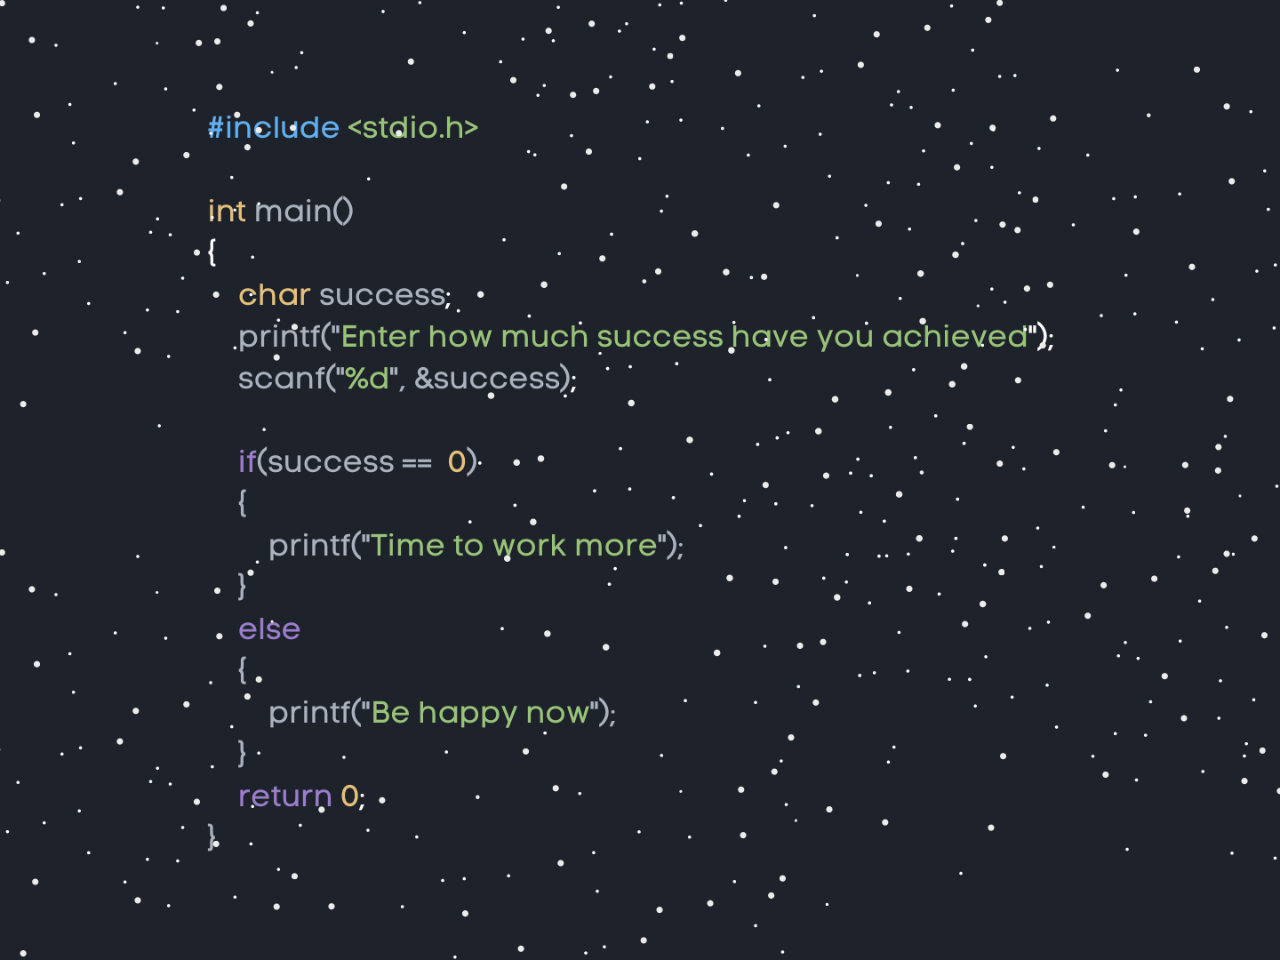 #include <stdio.h>
int main()
{
char success;
printf("Enter how much success have you achieved");
scanf("%d", &success);
if(success == 0)
{
printf("Time to work more");
}
else
{
printf("Be happy now");
}
return 0;
}